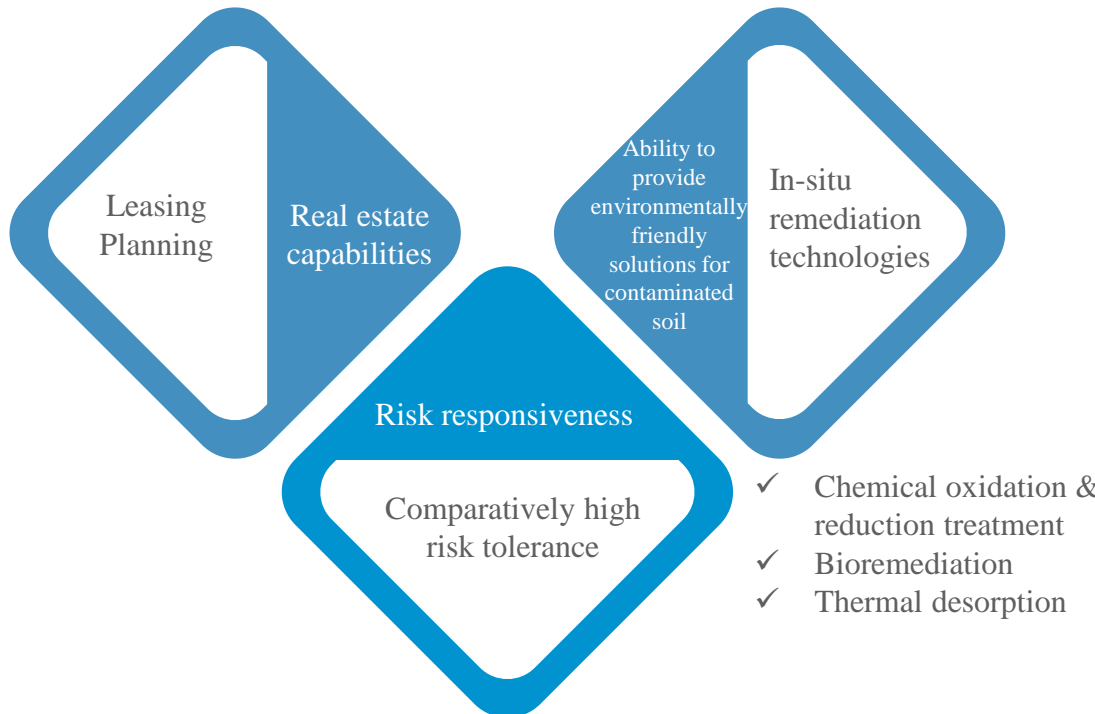 Leasing
Planning
Real estate
capabilities
Ability to
provide
environmentally
friendly
solutions for
contaminated
soil
In-situ
remediation
technologies
Risk responsiveness
Comparatively high
risk tolerance
✓ Chemical oxidation &
reduction treatment
✓ Bioremediation
✓ Thermal desorption